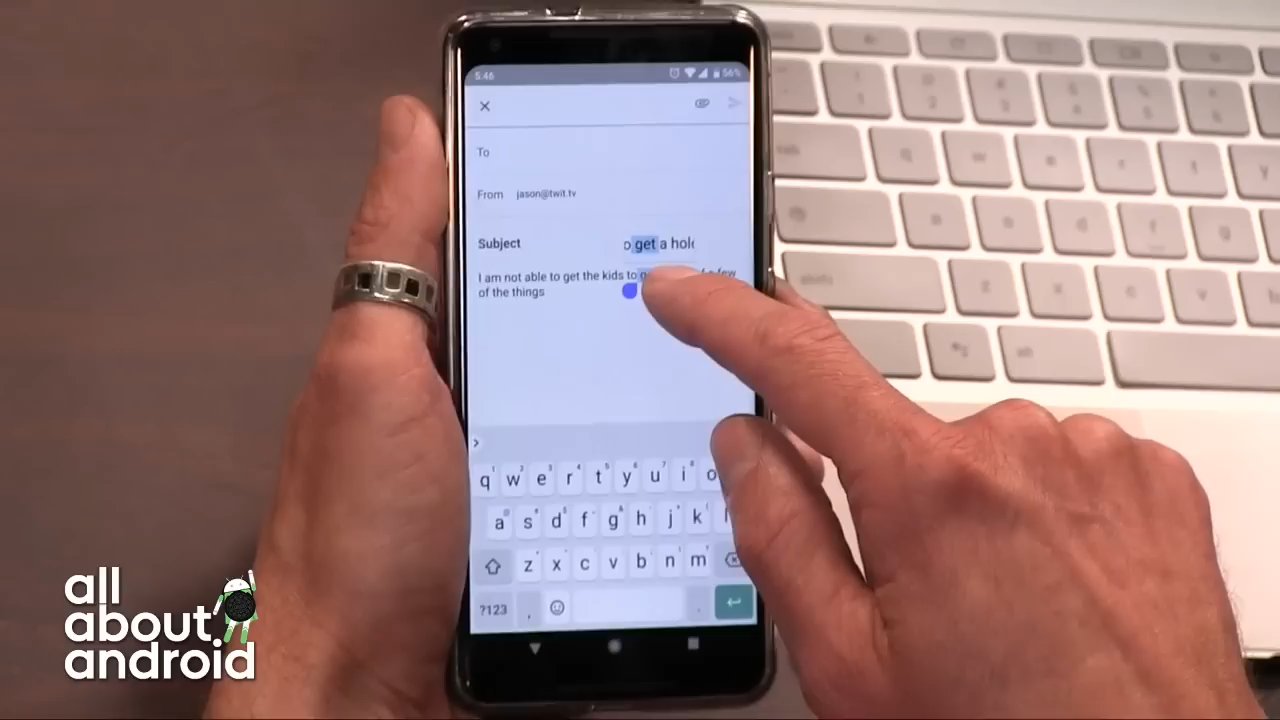 5:46
56%
To
From jason@twit.tv
Subject
o get a hol
I am not able to get the kids to
a few
of the things
q w e r t y u i o
a s d f g h j k l
z x c v b n m
?123 , .
all
about
android